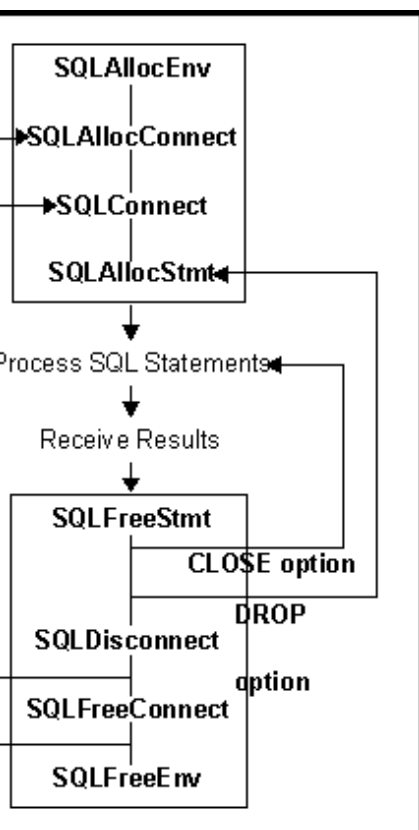 SQLAllocEnv
SQLAllocConnect
SQLConnect
SQLAllocStmt
Process SQL Statements
Receive Results
SQLFreeStmt
CLOSE option
DROP
SQLDisconnect
option
SQLFreeConnect
SQLFreeEnv